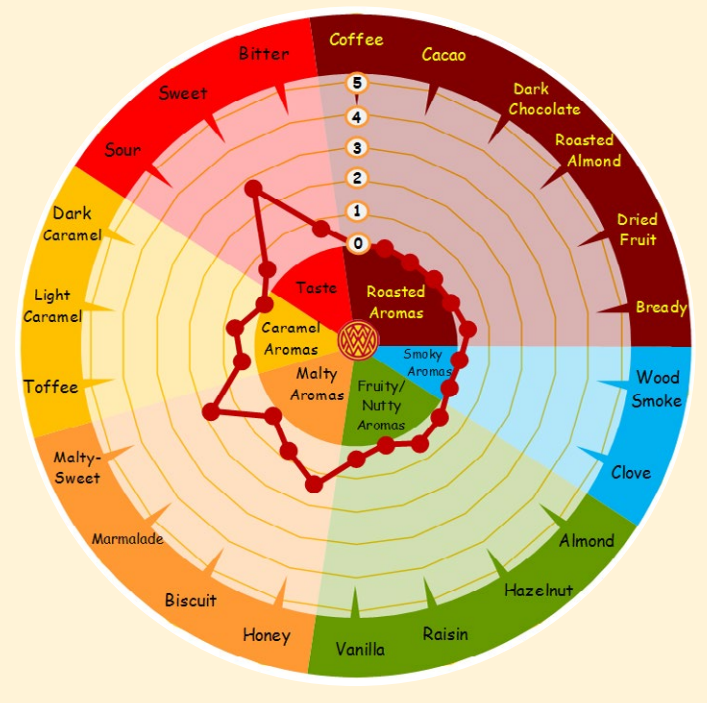 Coffee
Cacao
Dark
Chocolate
Roasted
Almond
Dried
Fruit
Bready
Wood
Smoke
Clove
Almond
Hazelnut
Raisin
Vanilla
Honey
Biscuit
Marmalade
Malty-
Sweet
Toffee
Light
Caramel
Dark
Caramel
Sour
Sweet
Bitter
5
4
3
2
1
0
Taste
Roasted
Aromas
Caramel
Aromas
Smoky
Aromas
Malty
Aromas
Fruity/
Nutty
Aromas